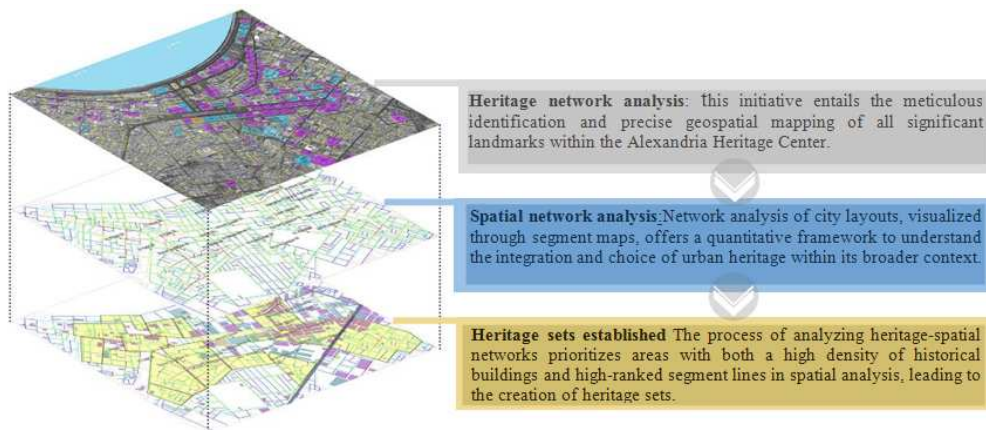 Heritage network analysis: This initiative entails the meticulous
identification and precise geospatial mapping of all significant
landmarks within the Alexandria Heritage Center.
Spatial network analysis:Network analysis of city layouts, visualized
through segment maps, offers a quantitative framework to understand
the integration and choice of urban heritage within its broader context.
Heritage sets established The process of analyzing heritage-spatial
networks prioritizes areas with both a high density of historical
buildings and high-ranked segment lines in spatial analysis, leading to
the creation of heritage sets.